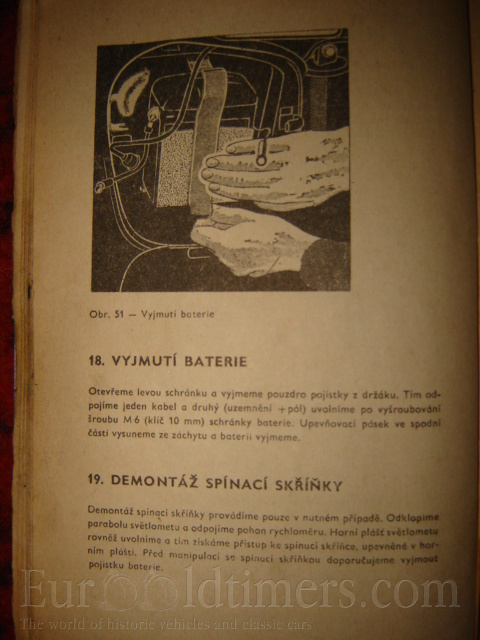 Obr. 51 — Vyjmutí baterie
18. VYJMUTÍ BATERIE
Otevřeme levou schránku a vyjmeme pouzdro pojistky z držáku. Tím od-
pojíme jeden kabel a druhý (uzemnění +pól) uvolníme po vyšroubování
šroubu M 6 (klíč 10 mm) schránky baterie. Upevňovací pásek ve spodní
části vysuneme ze záchytu a baterii vyjmeme.
19. DEMONTÁŽ SPÍNACÍ SKŘÍŇKY
Demontáž spínací skříňky provádíme pouze v nutném případě. Odklopíme
parabolu světlometu a odpojíme pohon rychloměru. Horní plášť světlometu
rovněž uvolníme a tím získáme přístup ke spínací skříňce, upevněné v hor-
ním plášti. Před manipulací se spínací skříňkou doporučujeme vyjmout
pojistku baterie.
EuroOldtimers.com
The world of historic vehicles and classic cars